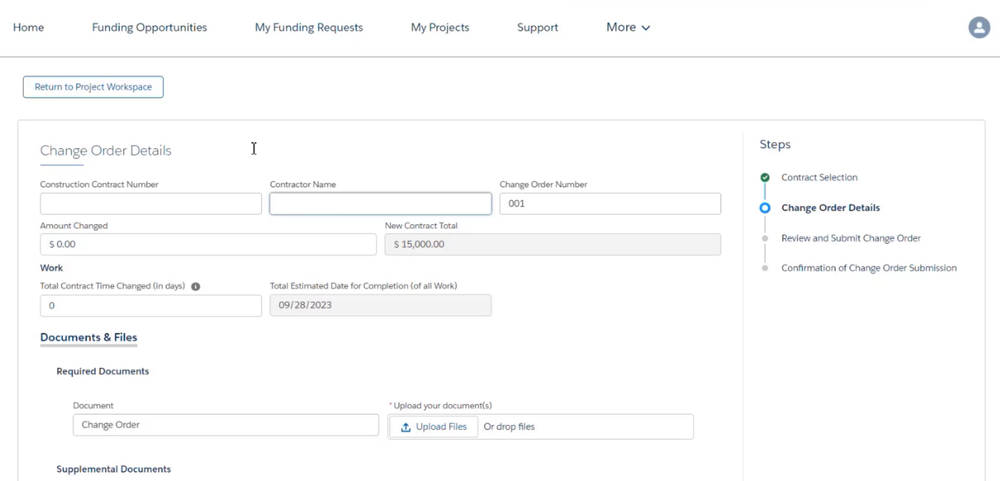 Home Funding Opportunities My Funding Requests My Projects Support More
Return to Project Workspace
Change Order Details
Construction Contract Number Contractor Name Change Order Number
001
Amount Changed New Contract Total
$ 0.00 $ 15,000.00
Work
Total Contract Time Changed (in days) Total Estimated Date for Completion (of all Work)
0 09/28/2023
Documents & Files
Required Documents
Document * Upload your document(s)
Change Order Upload Files Or drop files
Supplemental Documents
Steps
Contract Selection
Change Order Details
Review and Submit Change Order
Confirmation of Change Order Submission